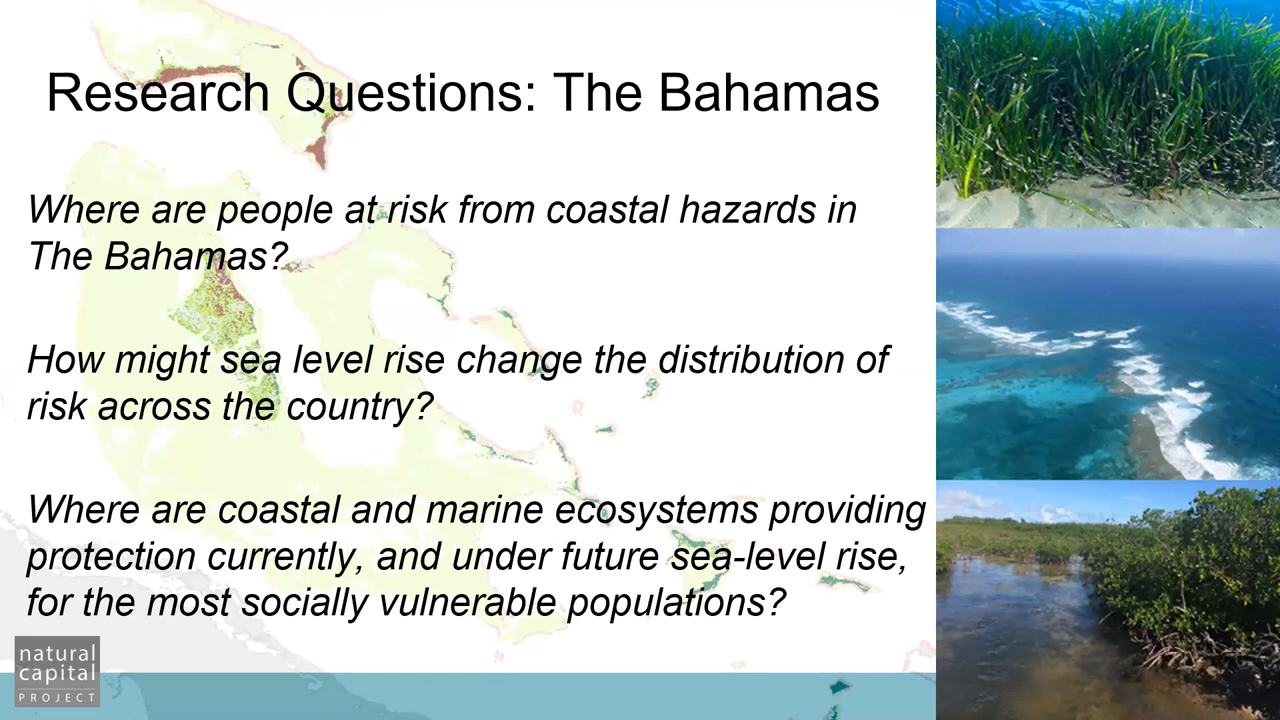 Research Questions: The Bahamas
Where are people at risk from coastal hazards in
The Bahamas?
How might sea level rise change the distribution of
risk across the country?
Where are coastal and marine ecosystems providing
protection currently, and under future sea-level rise,
for the most socially vulnerable populations?
natural
capital
PROJECT